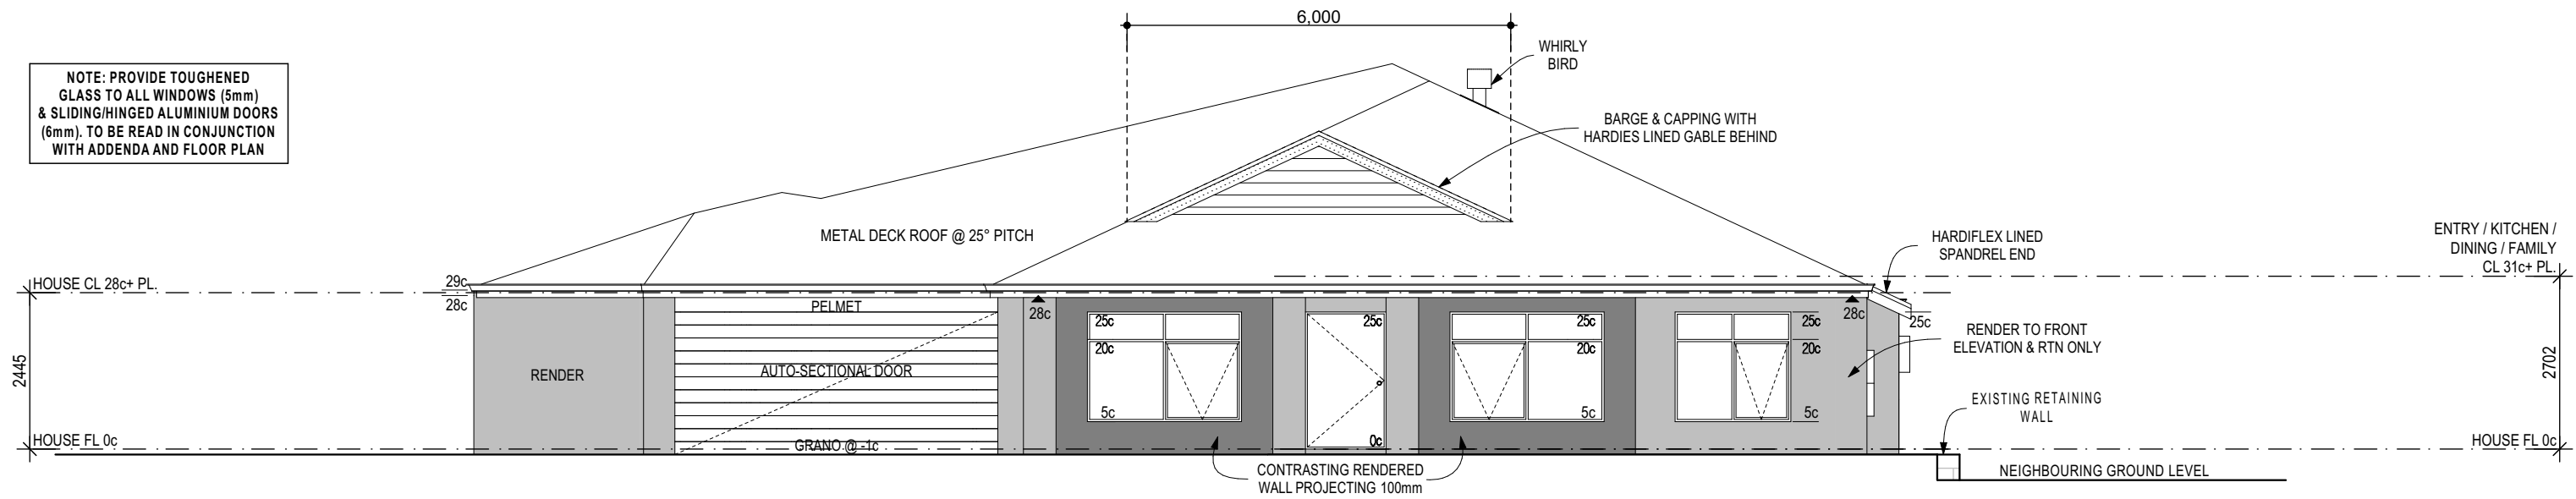 6,000
WHIRLY
BIRD
NOTE: PROVIDE TOUGHENED
GLASS TO ALL WINDOWS (5mm)
& SLIDING/HINGED ALUMINIUM DOORS
(6mm). TO BE READ IN CONJUNCTION
WITH ADDENDA AND FLOOR PLAN
BARGE & CAPPING WITH
HARDIES LINED GABLE BEHIND
METAL DECK ROOF @ 25° PITCH
HARDIFLEX LINED
SPANDREL END
ENTRY / KITCHEN /
DINING / FAMILY
CL 31c+ PL.
HOUSE CL 28c+ PL.
29c
28c
PELMET
28c
25c
25c
25c
25c
28c
25c
20c
20c
20c
RENDER TO FRONT
ELEVATION & RTN ONLY
2445
RENDER
AUTO-SECTIONAL DOOR
2702
5c
5c
5c
EXISTING RETAINING
WALL
HOUSE FL 0c
GRANO @ -1c
0c
HOUSE FL 0c
CONTRASTING RENDERED
WALL PROJECTING 100mm
NEIGHBOURING GROUND LEVEL